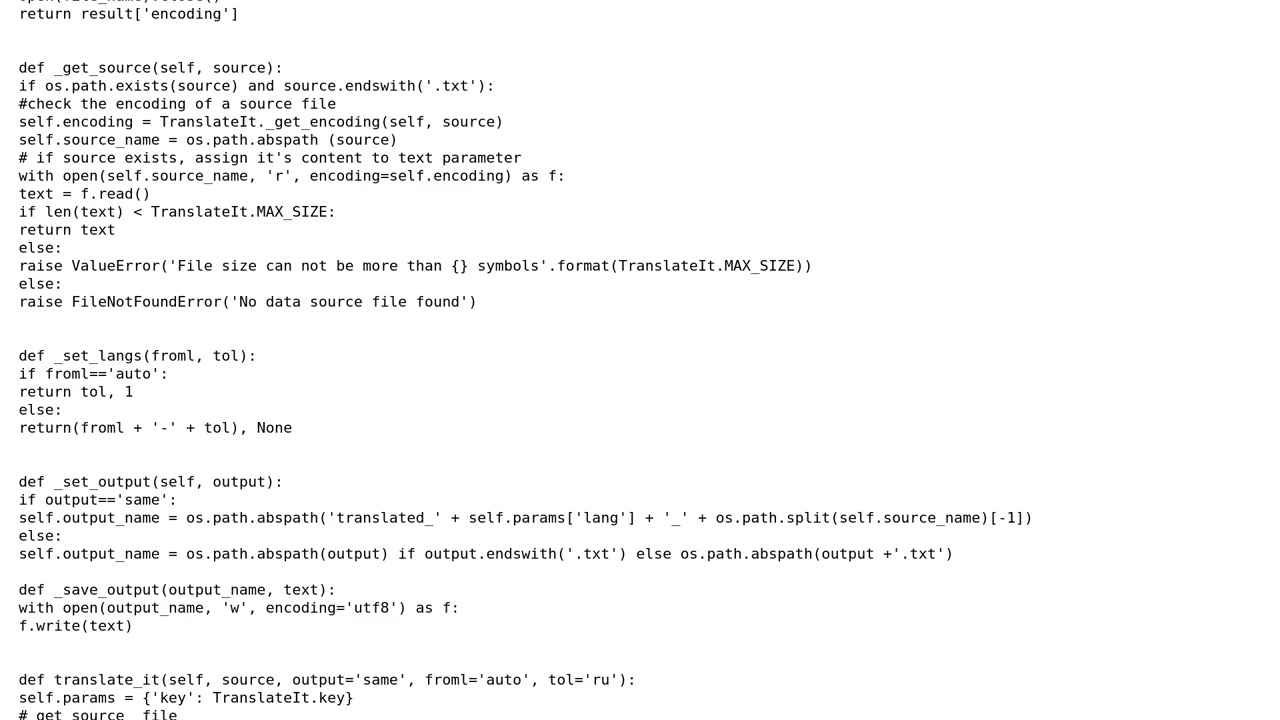 return result['encoding']
def _get_source(self, source):
if os.path.exists(source) and source.endswith('.txt'):
#check the encoding of a source file
self.encoding = TranslateIt._get_encoding(self, source)
self.source_name = os.path.abspath (source)
# if source exists, assign it's content to text parameter
with open(self.source_name, 'r', encoding=self.encoding) as f:
text = f.read()
if len(text) < TranslateIt.MAX_SIZE:
return text
else:
raise ValueError('File size can not be more than {} symbols'.format(TranslateIt.MAX_SIZE))
else:
raise FileNotFoundError('No data source file found')
def _set_langs(froml, tol):
if froml=='auto':
return tol, 1
else:
return(froml + '-' + tol), None
def _set_output(self, output):
if output=='same':
self.output_name = os.path.abspath('translated_' + self.params['lang'] + '_' + os.path.split(self.source_name)[-1])
else:
self.output_name = os.path.abspath(output) if output.endswith('.txt') else os.path.abspath(output +'.txt')
def _save_output(output_name, text):
with open(output_name, 'w', encoding='utf8') as f:
f.write(text)
def translate_it(self, source, output='same', froml='auto', tol='ru'):
self.params = {'key': TranslateIt.key}
# get source  file